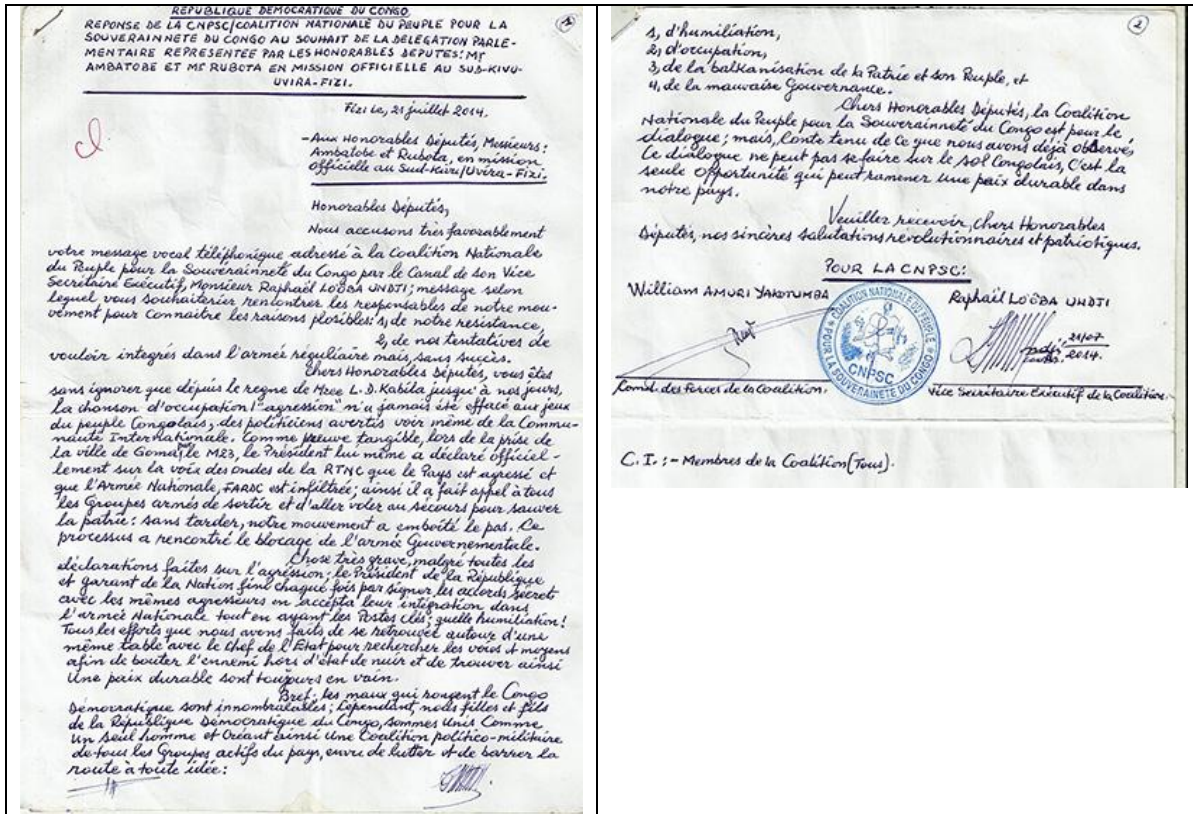 REPUBLIQUE DEMOCRATIQUE DU CONGO
1
REPONSE DE LA CNPSC/COALITION NATIONALE DU PEUPLE POUR LA
SOUVERAINNETE DU CONGO AU SOUHAIT DE LA DELEGATION PARLE-
MENTAIRE REPRESENTEE PAR LES HONORABLES DEPUTES: Mr
AMBATOBE ET Mr RUBOTA EN MISSION OFFICIELLE AU SUD-KIVU-
UVIRA-FIZI.
Fizi le, 21 juillet 2014.
-Aux Honorables Députés, Messieurs:
Ambatobe et Rubota, en mission
officielle au Sud-Kivu/Uvira-Fizi.
Honorables Députés,
Nous accusons très favorablement
votre message vocal téléphonique adressé à la Coalition Nationale
du Peuple pour la Souverainneté du Congo par le Canal de son Vice
Secrétaire Exécutif, Monsieur Raphaël LO'ÔBA UNDTI; message selon
lequel vous souhaiterier rencontrer les responsables de notre mou-
vement pour connaitre les raisons plosibles: 1, de notre resistance,
2, de nos tentatives de
vouloir integrés dans l'armée réguliaire mais, sans succès.
Chers Honorables Députés, vous êtes
sans ignorer que dépuis le regne de Mzee L.D. Kabila jusqu'à nos jours,
la chanson d'occupation l'agression n'a jamais été effacé aux jeux
du peuple Congolais, des politiciens avertis voir même de la Commu-
nauté Internationale. Comme preuve tangible, lors de la prise de
la ville de Goma par le M23, le Président lui même a déclaré officiel-
lement sur la voix des ondes de la RTNC que le Pays est agressé et
que l'Armée Nationale, FARDC est infiltrée; ainsi il a fait appel à tous
les Groupes armés de sortir et d'aller voler au sécours pour sauver
la patrie: sans tarder, notre mouvement a emboîté le pas. Ce
processus a rencontré le blocage de l'armée Gouvernementale.
Chose très grave, malgré toutes les
déclarations faites sur l'agréssion; le Président de la République
et garant de la Nation fini chaque fois par signer les accords secrets
avec les mêmes agresseurs en accepta leur intégration dans
l'armée Nationale tout en ayant les Postes clés; quelle humiliation!
Tous les efforts que nous avons faits de se retrouver autour d'une
même table avec le Chef de l'Etat pour rechercher les voies et moyens
afin de bouter l'ennemi hors d'état de nuir et de trouver ainsi
Une paix durable sont toujours en vain.
Bref: les maux qui rongent le Congo
Démocratique sont innombralables; Cependant, nous filles et fils
de la République Démocratique du Congo, sommes Unis Comme
Un Seul homme et Créant ainsi Une Coalition politico-militaire
de tous les Groupes actifs du pays, envu de lutter et de barrer la
route à toute idée:
2
1, d'humiliation,
2, d'occupation,
3, de la balkanisation de la Patrie et son Peuple, et
4, de la mauvaise Gouvernance.
Chers Honorables Députés, la Coalition
Nationale du Peuple pour la Souverainneté du Congo est pour le
dialogue; mais, Conte tenu de ce que nous avons déjà observés
Ce dialogue ne peut pas se faire sur le sol Congolais, C'est la
seule opportunité qui peut ramener une paix durable dans
notre pays.
Veuillez recevoir, Chers Honorables
Députés, nos sincères salutations révolutionnaires et patriotiques.
POUR LA CNPSC:
William AMURI YAKOTUMBA
Raphaël LO'ÔBA UNDTI
COALITION NATIONALE DU PEUPLE
POUR LA SOUVERAINETE DU CONGO
CNPSC
21/07
2014.
Comd. des Forces de la Coalition.
Vice Secrétaire Exécutif de la Coalition.
C.I.:- Membres de la Coalition (Tous).